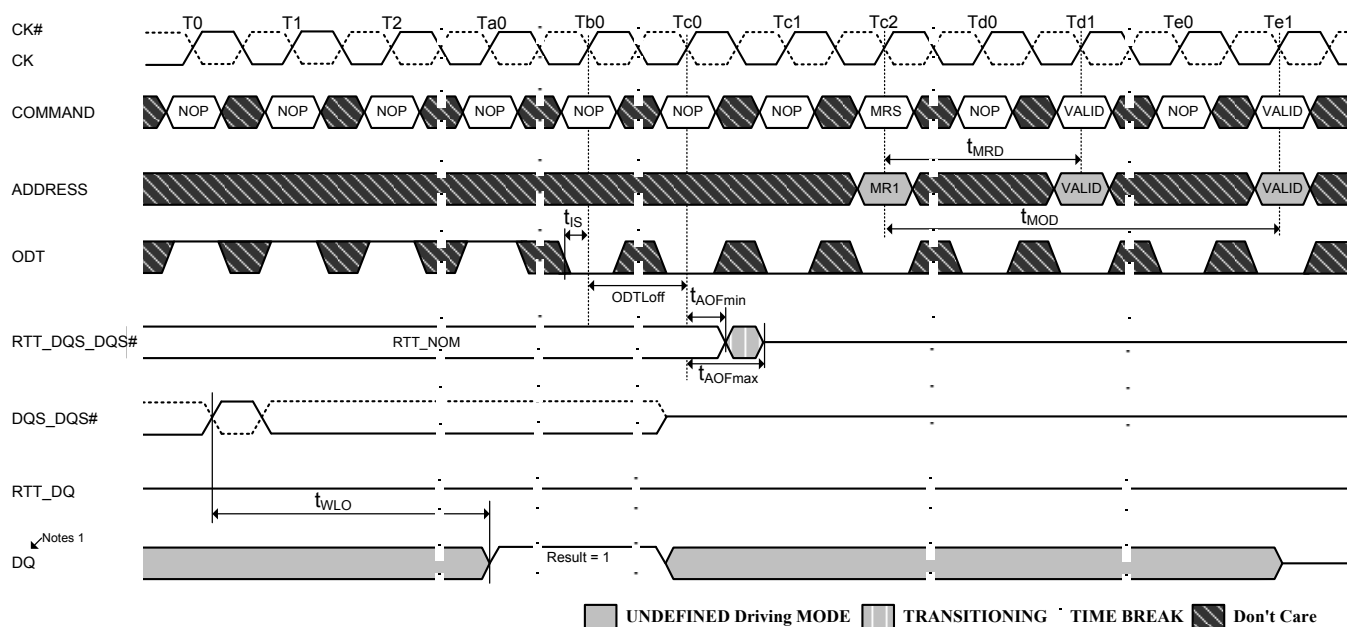 T0 T1 T2 Ta0 Tb0 Tc0 Tc1 Tc2 Td0 Td1 Te0 Te1
CK#
CK
COMMAND NOP NOP NOP NOP NOP NOP NOP MRS NOP VALID NOP VALID
tMRD
ADDRESS MR1 VALID VALID
tIS tMOD
ODT
ODTLoff tAOFmin
RTT_DQS_DQS# RTT_NOM
tAOFmax
DQS_DQS#
RTT_DQ
tWLO
Notes 1
DQ Result = 1
UNDEFINED Driving MODE TRANSITIONING TIME BREAK Don't Care